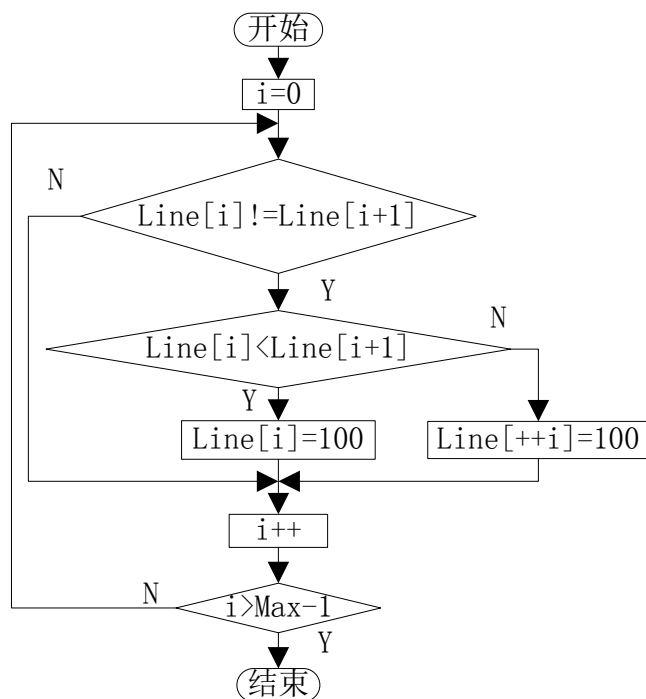 开始
i=0
N
Line[i]!=Line[i+1]
Y
N
Line[i]<Line[i+1]
Y
Line[i]=100
Line[++i]=100
i++
N
i>Max-1
Y
结束